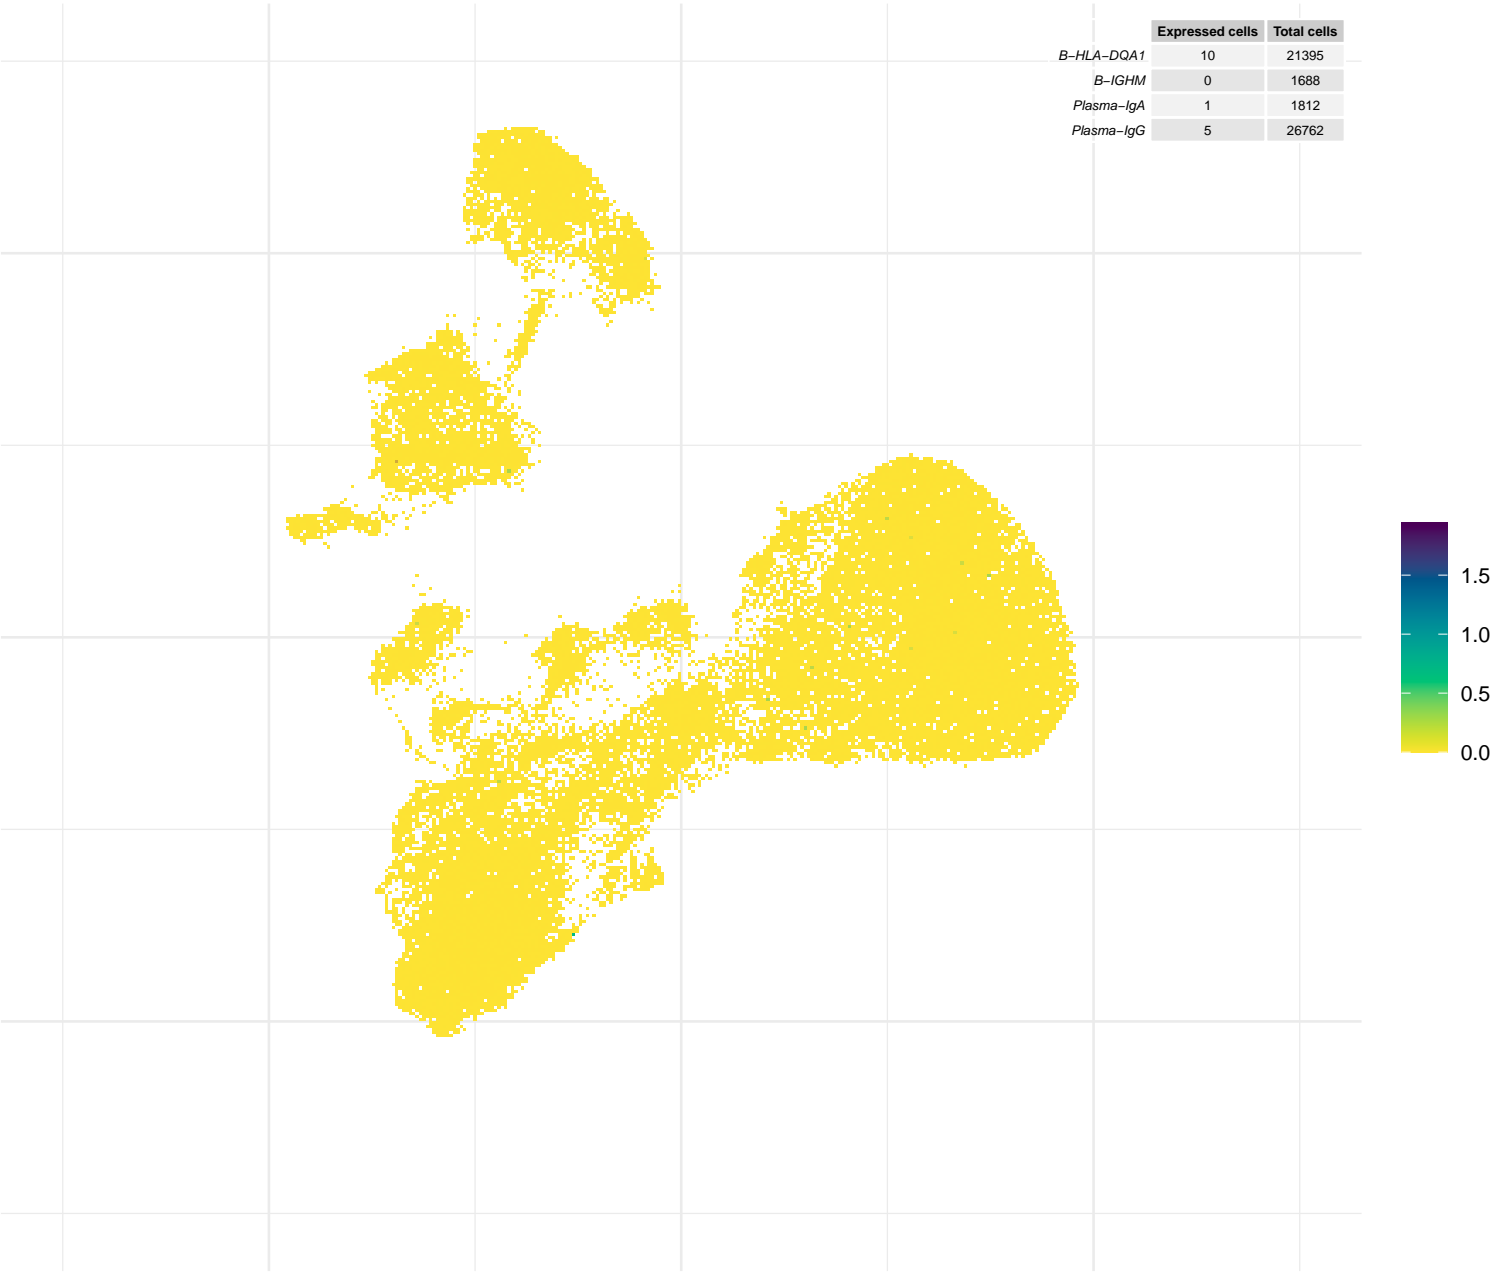 Expressed cells Total cells
B−HLA−DQA1 10 21395
B−IGHM 0 1688
Plasma−IgA 1 1812
Plasma−IgG 5 26762
1.5
1.0
0.5
0.0